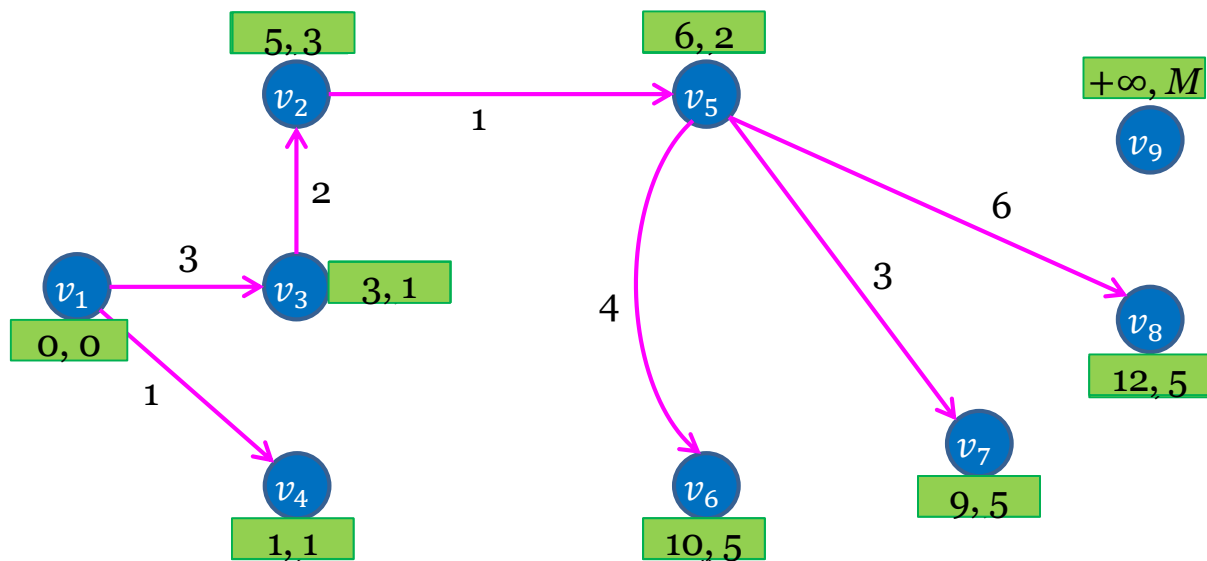 5, 3
6, 2
+∞, M
v₂
v₅
v₉
1
2
6
3
3
v₁
v₃
3, 1
4
v₈
0, 0
12, 5
1
v₇
v₄
v₆
9, 5
1, 1
10, 5